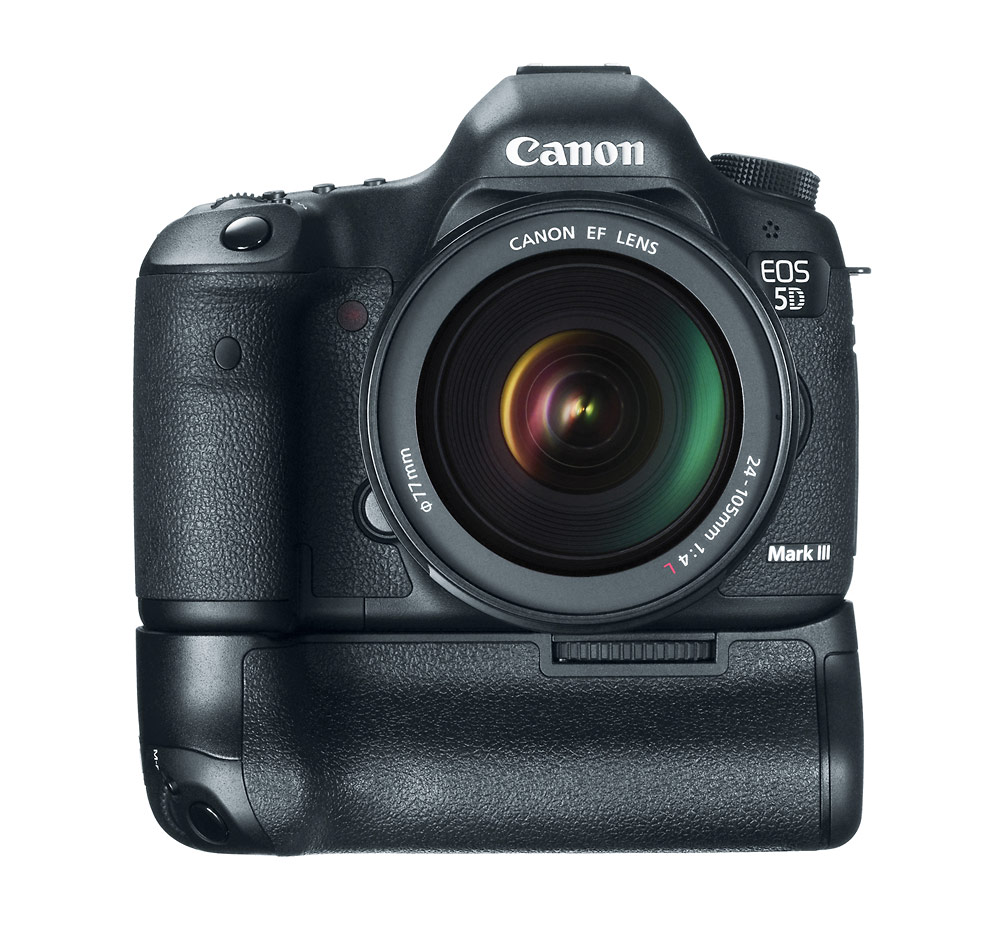 Canon
CANON EF LENS
EOS
5D
Φ77mm
24-105mm 1:4 L
Mark III